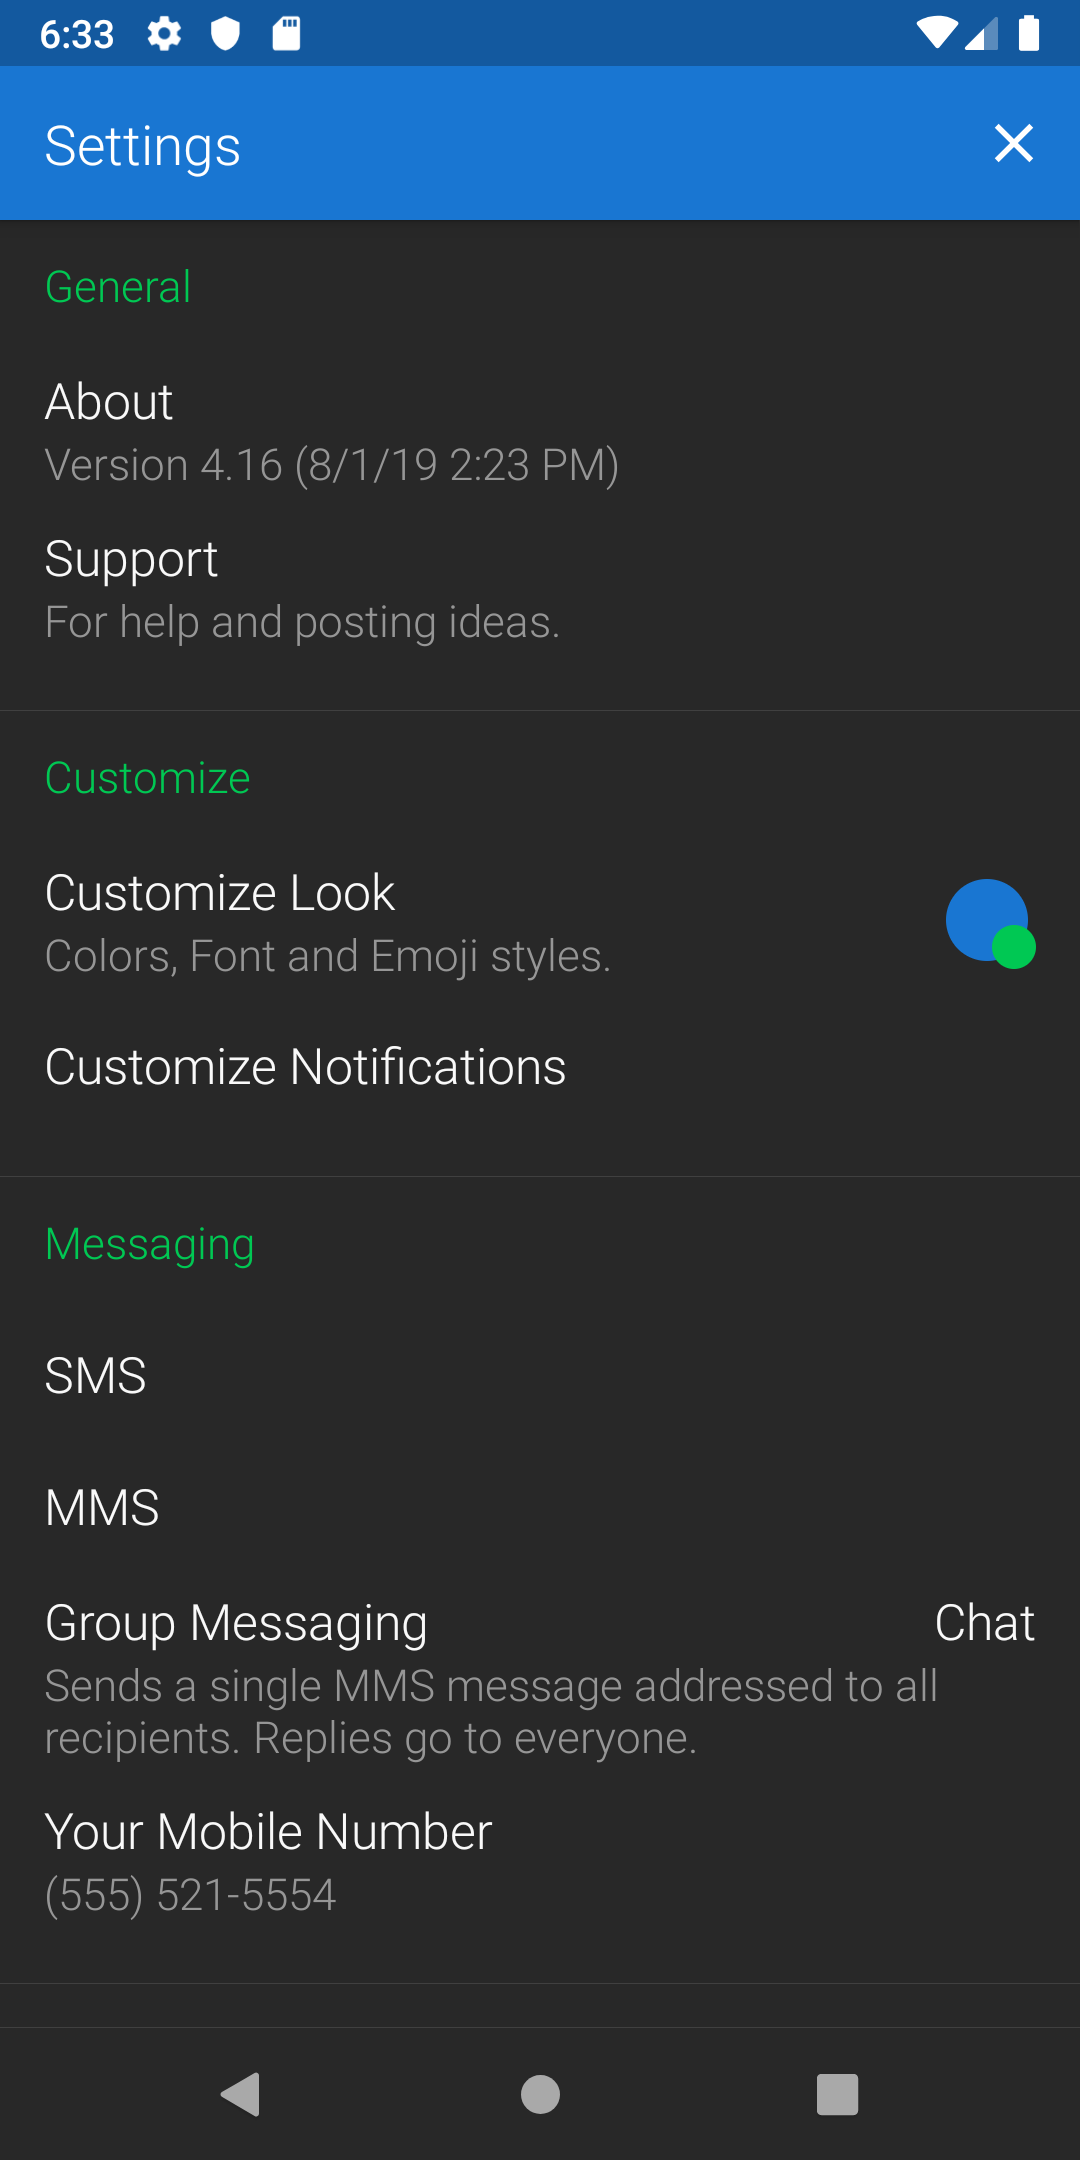 6:33
Settings
General
About
Version 4.16 (8/1/19 2:23 PM)
Support
For help and posting ideas.
Customize
Customize Look
Colors, Font and Emoji styles.
Customize Notifications
Messaging
SMS
MMS
Group Messaging
Chat
Sends a single MMS message addressed to all
recipients. Replies go to everyone.
Your Mobile Number
(555) 521-5554